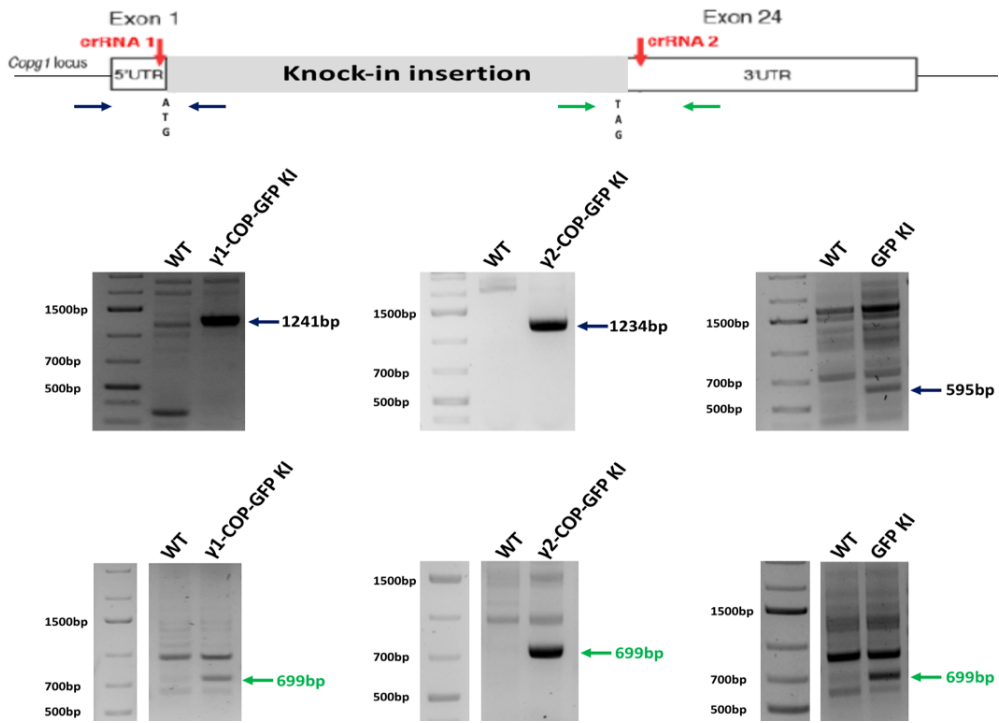 Exon 1 Exon 24
crRNA 1 crRNA 2
Copg1 locus 5'UTR Knock-in insertion 3'UTR
A T
T A
G G
WT γ1-COP-GFP KI WT γ2-COP-GFP KI WT GFP KI
1500bp 1241bp 1500bp 1234bp 1500bp
700bp 700bp 700bp
500bp 500bp 500bp 595bp
WT γ1-COP-GFP KI WT γ2-COP-GFP KI WT GFP KI
1500bp 1500bp 1500bp
700bp 699bp 700bp 699bp 700bp 699bp
500bp 500bp 500bp